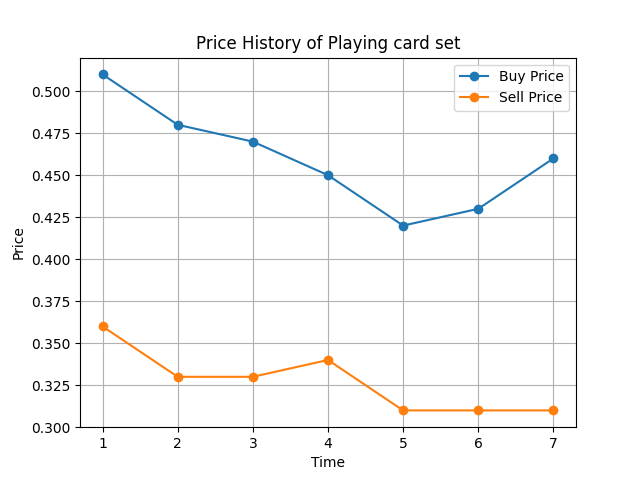 Price History of Playing card set
Buy Price
Sell Price
Price
0.500
0.475
0.450
0.425
0.400
0.375
0.350
0.325
0.300
1 2 3 4 5 6 7
Time